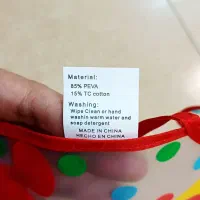 Material:
85% PEVA
15% TC cotton
Washing:
Wipe Clean or hand
washin warm water end
soap detergent
MADE IN CHINA
HECHO EN CHINA